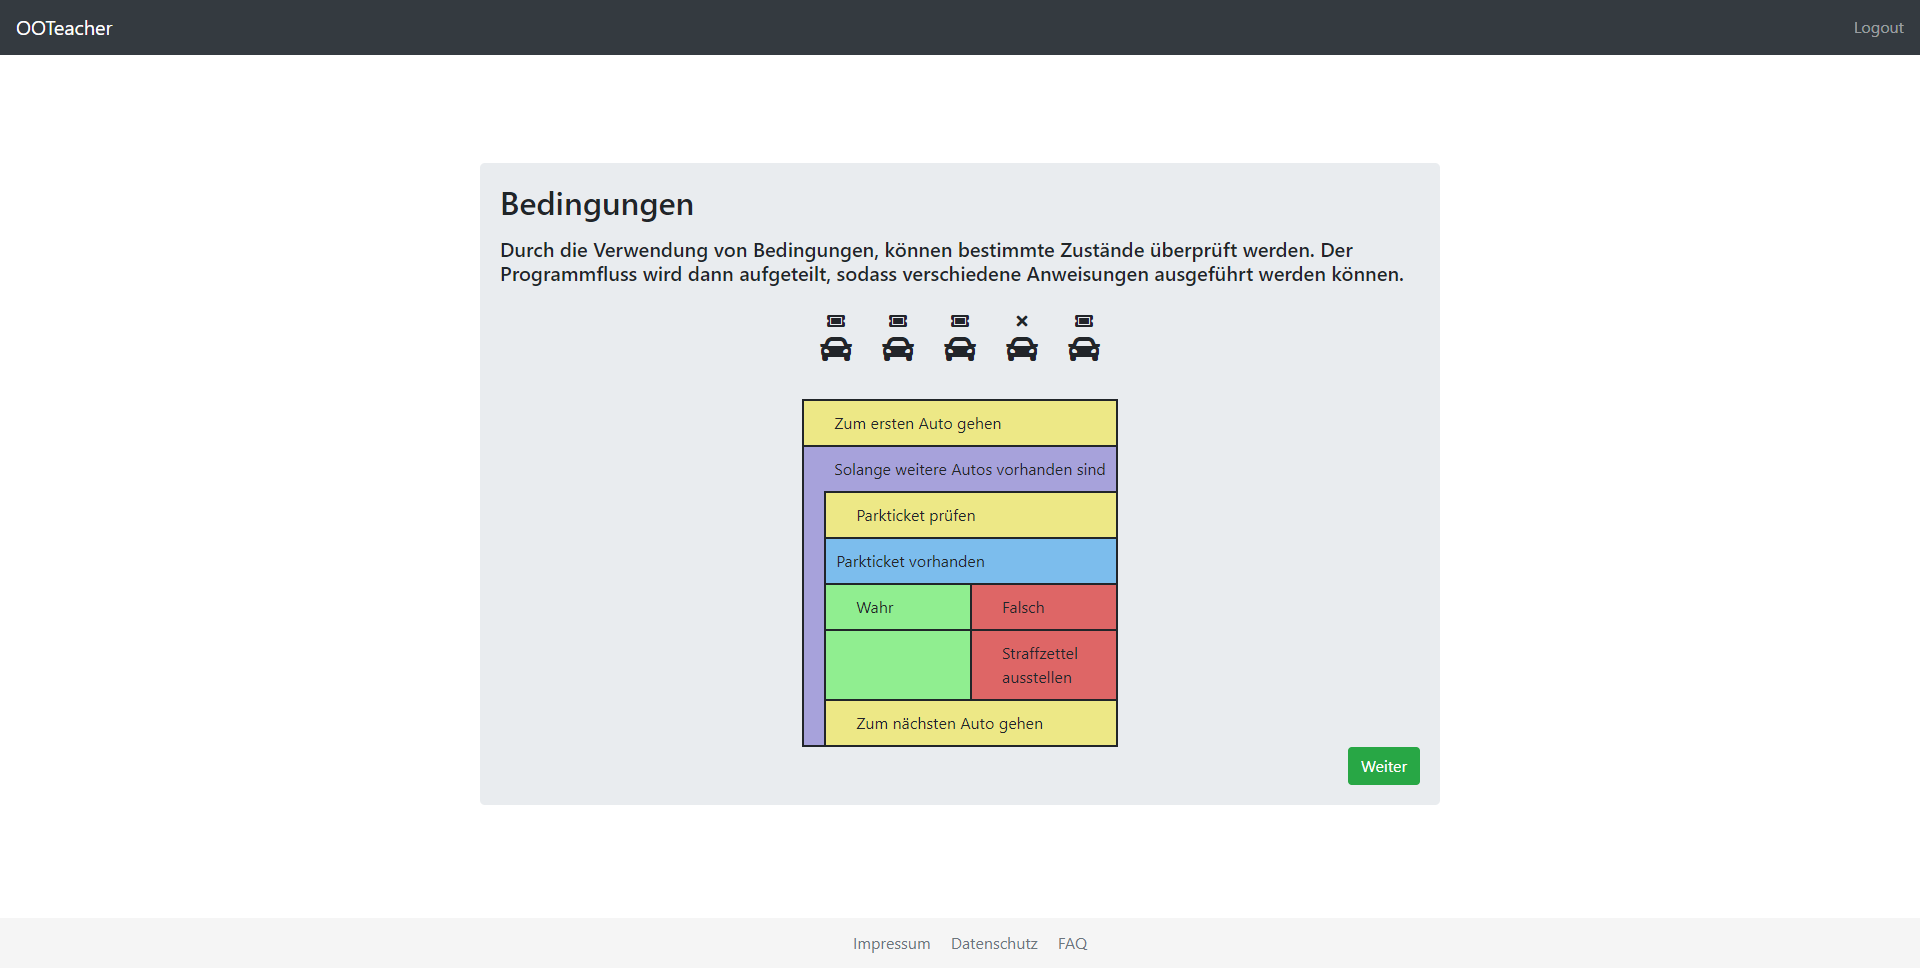 OOTeacher
Logout
Bedingungen
Durch die Verwendung von Bedingungen, können bestimmte Zustände überprüft werden. Der
Programmfluss wird dann aufgeteilt, sodass verschiedene Anweisungen ausgeführt werden können.
Zum ersten Auto gehen
Solange weitere Autos vorhanden sind
Parkticket prüfen
Parkticket vorhanden
Wahr
Falsch
Straffzettel
ausstellen
Zum nächsten Auto gehen
Weiter
Impressum
Datenschutz
FAQ